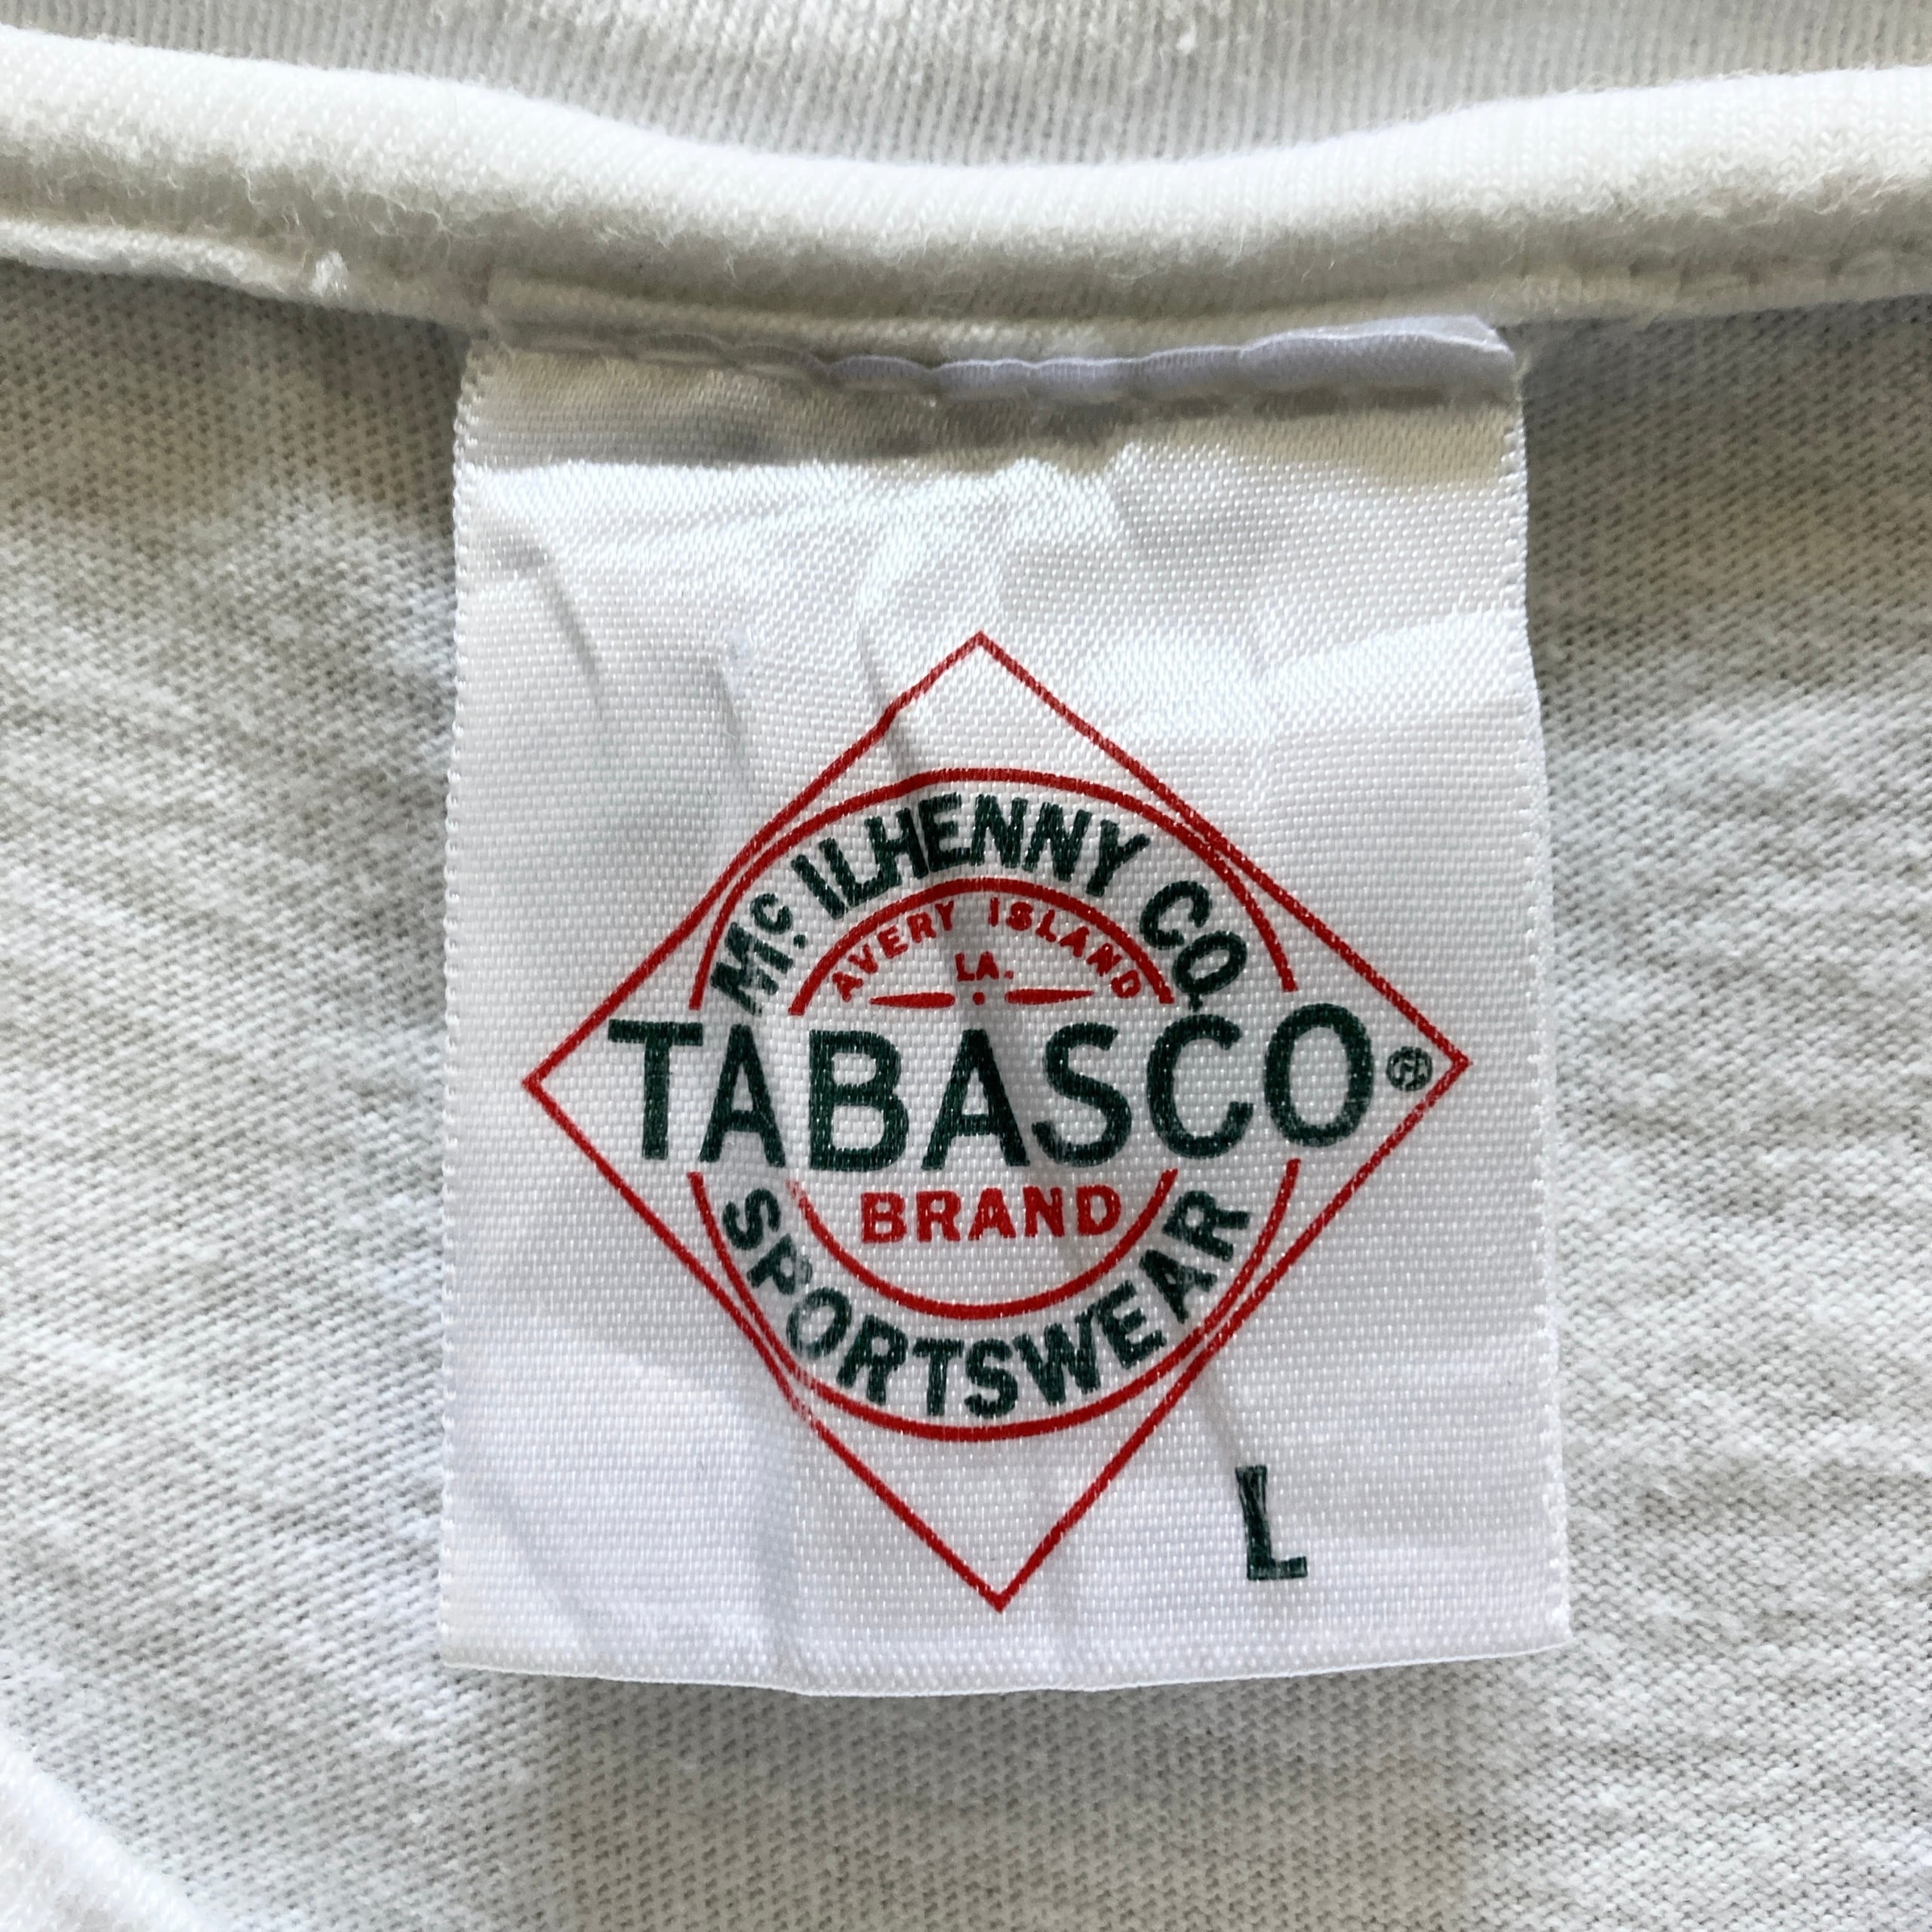 Mc. ILHENNY CO.
AVERY ISLAND
LA.
TABASCO®
BRAND
SPORTSWEAR
L